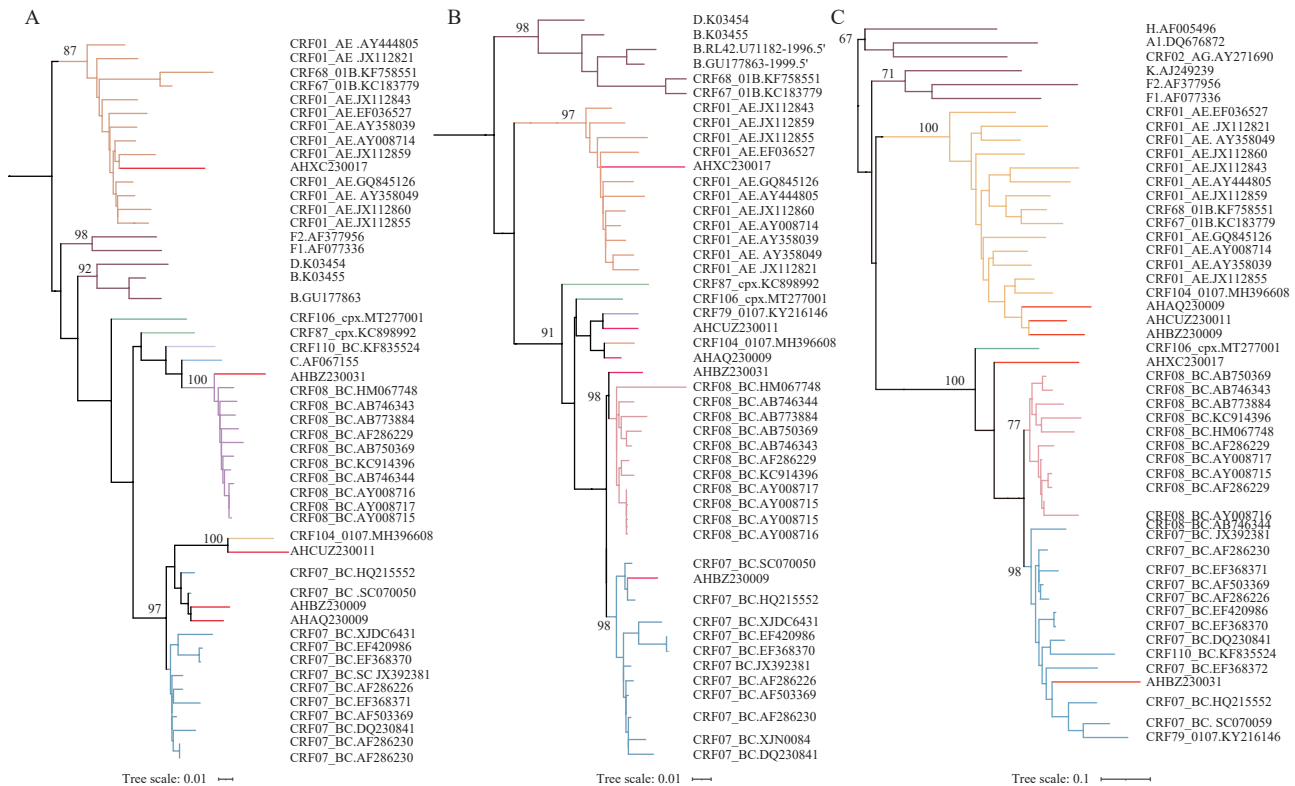 A
87
CRF01_AE .AY444805
CRF01_AE .JX112821
CRF68_01B.KF758551
CRF67_01B.KC183779
CRF01_AE.JX112843
CRF01_AE.EF036527
CRF01_AE.AY358039
CRF01_AE.AY008714
CRF01_AE.JX112859
AHXC230017
CRF01_AE.GQ845126
CRF01_AE. AY358049
CRF01_AE.JX112860
CRF01_AE.JX112855
98
F2.AF377956
F1.AF077336
92
D.K03454
B.K03455
B.GU177863
CRF106_cpx.MT277001
CRF87_cpx.KC898992
CRF110_BC.KF835524
C.AF067155
100
AHBZ230031
CRF08_BC.HM067748
CRF08_BC.AB746343
CRF08_BC.AB773884
CRF08_BC.AF286229
CRF08_BC.AB750369
CRF08_BC.KC914396
CRF08_BC.AB746344
CRF08_BC.AY008716
CRF08_BC.AY008717
CRF08_BC.AY008715
100
CRF104_0107.MH396608
AHCUZ230011
CRF07_BC.HQ215552
CRF07_BC .SC070050
97
AHBZ230009
AHAQ230009
CRF07_BC.XJDC6431
CRF07_BC.EF420986
CRF07_BC.EF368370
CRF07_BC.SC JX392381
CRF07_BC.AF286226
CRF07_BC.EF368371
CRF07_BC.AF503369
CRF07_BC.DQ230841
CRF07_BC.AF286230
CRF07_BC.AF286230
Tree scale: 0.01
B
98
D.K03454
B.K03455
B.RL42.U71182-1996.5'
B.GU177863-1999.5'
CRF68_01B.KF758551
CRF67_01B.KC183779
97
CRF01_AE.JX112843
CRF01_AE.JX112859
CRF01_AE.JX112855
CRF01_AE.EF036527
AHXC230017
CRF01_AE.GQ845126
CRF01_AE.AY444805
CRF01_AE.JX112860
CRF01_AE.AY008714
CRF01_AE.AY358039
CRF01_AE. AY358049
CRF01_AE .JX112821
CRF87_cpx.KC898992
CRF106_cpx.MT277001
CRF79_0107.KY216146
91
AHCUZ230011
CRF104_0107.MH396608
AHAQ230009
AHBZ230031
98
CRF08_BC.HM067748
CRF08_BC.AB746344
CRF08_BC.AB773884
CRF08_BC.AB750369
CRF08_BC.AB746343
CRF08_BC.AF286229
CRF08_BC.KC914396
CRF08_BC.AY008717
CRF08_BC.AY008715
CRF08_BC.AY008715
CRF08_BC.AY008716
CRF07_BC.SC070050
AHBZ230009
CRF07_BC.HQ215552
98
CRF07_BC.XJDC6431
CRF07_BC.EF420986
CRF07_BC.EF368370
CRF07 BC.JX392381
CRF07_BC.AF286226
CRF07_BC.AF503369
CRF07_BC.AF286230
CRF07_BC.XJN0084
CRF07_BC.DQ230841
Tree scale: 0.01
C
67
H.AF005496
A1.DQ676872
CRF02_AG.AY271690
71
K.AJ249239
F2.AF377956
F1.AF077336
100
CRF01_AE.EF036527
CRF01_AE .JX112821
CRF01_AE. AY358049
CRF01_AE.JX112860
CRF01_AE.JX112843
CRF01_AE.AY444805
CRF01_AE.JX112859
CRF68_01B.KF758551
CRF67_01B.KC183779
CRF01_AE.GQ845126
CRF01_AE.AY008714
CRF01_AE.AY358039
CRF01_AE.JX112855
CRF104_0107.MH396608
AHAQ230009
AHCUZ230011
AHBZ230009
CRF106_cpx.MT277001
100
AHXC230017
CRF08_BC.AB750369
CRF08_BC.AB746343
CRF08_BC.AB773884
CRF08_BC.KC914396
77
CRF08_BC.HM067748
CRF08_BC.AF286229
CRF08_BC.AY008717
CRF08_BC.AY008715
CRF08_BC.AF286229
CRF08_BC.AY008716
CRF08_BC.AB746344
CRF07_BC. JX392381
CRF07_BC.AF286230
98
CRF07_BC.EF368371
CRF07_BC.AF503369
CRF07_BC.AF286226
CRF07_BC.EF420986
CRF07_BC.EF368370
CRF07_BC.DQ230841
CRF110_BC.KF835524
CRF07_BC.EF368372
AHBZ230031
CRF07_BC.HQ215552
CRF07_BC. SC070059
CRF79_0107.KY216146
Tree scale: 0.1